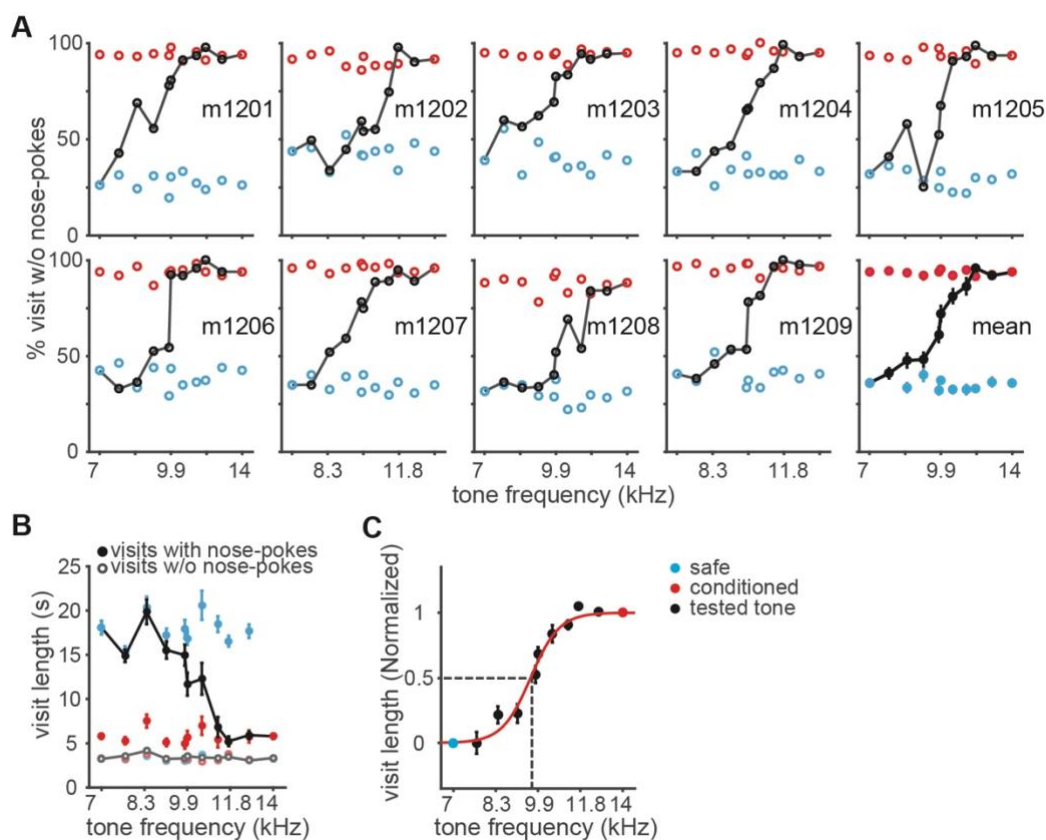 A
100
m1201
m1202
m1203
m1204
m1205
50
0
% visit w/o nose-pokes
100
m1206
m1207
m1208
m1209
mean
50
0
7 9.9 14
8.3 11.8
7 9.9 14
8.3 11.8
7 9.9 14
tone frequency (kHz)
B
visits with nose-pokes
visits w/o nose-pokes
25
20
15
10
5
0
visit length (s)
7 8.3 9.9 11.8 14
tone frequency (kHz)
C
visit length (Normalized)
1
0.5
0
7 8.3 9.9 11.8 14
tone frequency (kHz)
safe
conditioned
tested tone